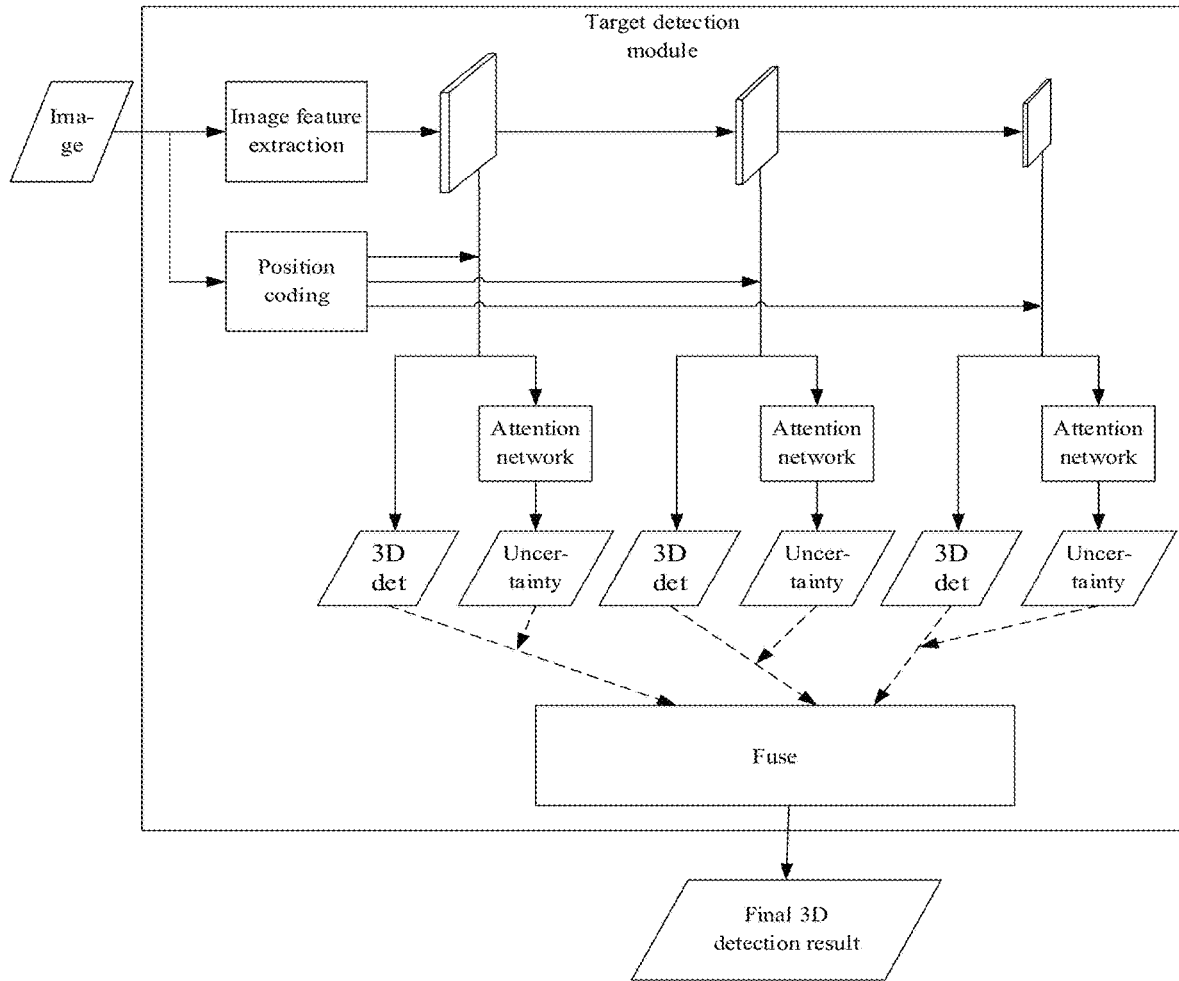 Target detection
module
Ima-
ge
Image feature
extraction
Position
coding
Attention
network
Attention
network
Attention
network
3D
det
Uncer-
tainty
3D
det
Uncer-
tainty
3D
det
Uncer-
tainty
Fuse
Final 3D
detection result